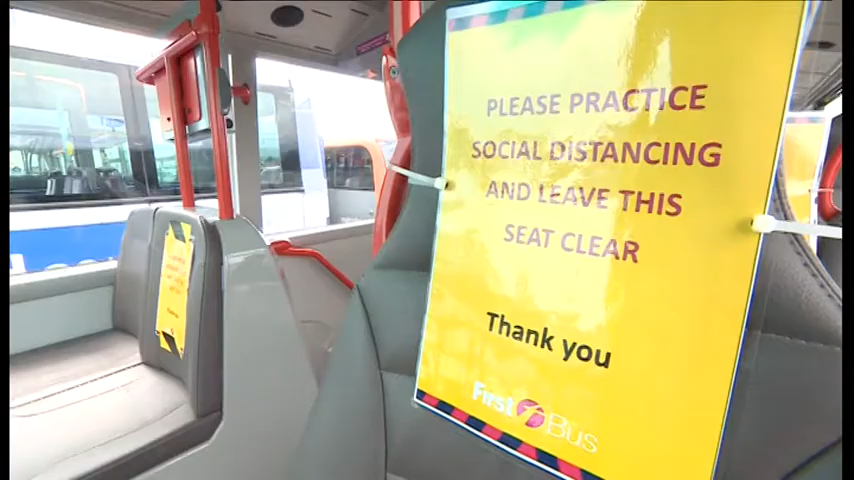 PLEASE PRACTICE
SOCIAL DISTANCING
AND LEAVE THIS
SEAT CLEAR
Thank you
First Bus